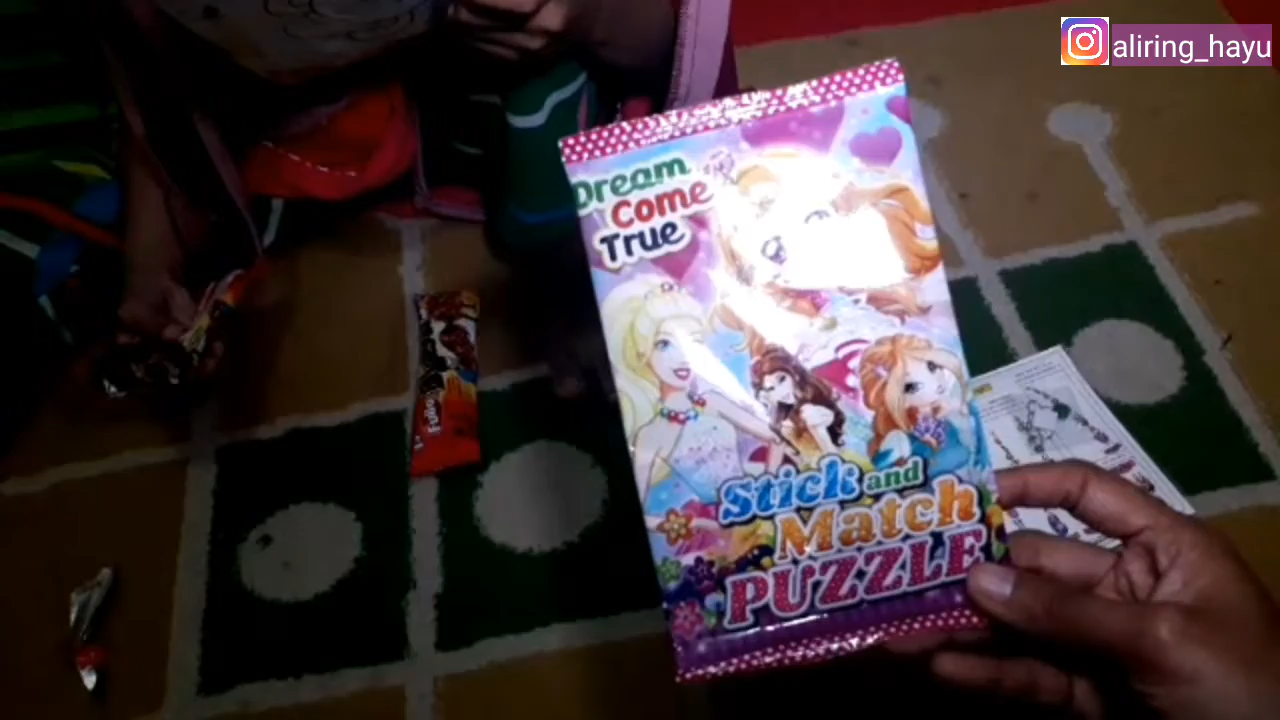 aliring_hayu
Dream
Come
True
Stick and
Match
PUZZLE